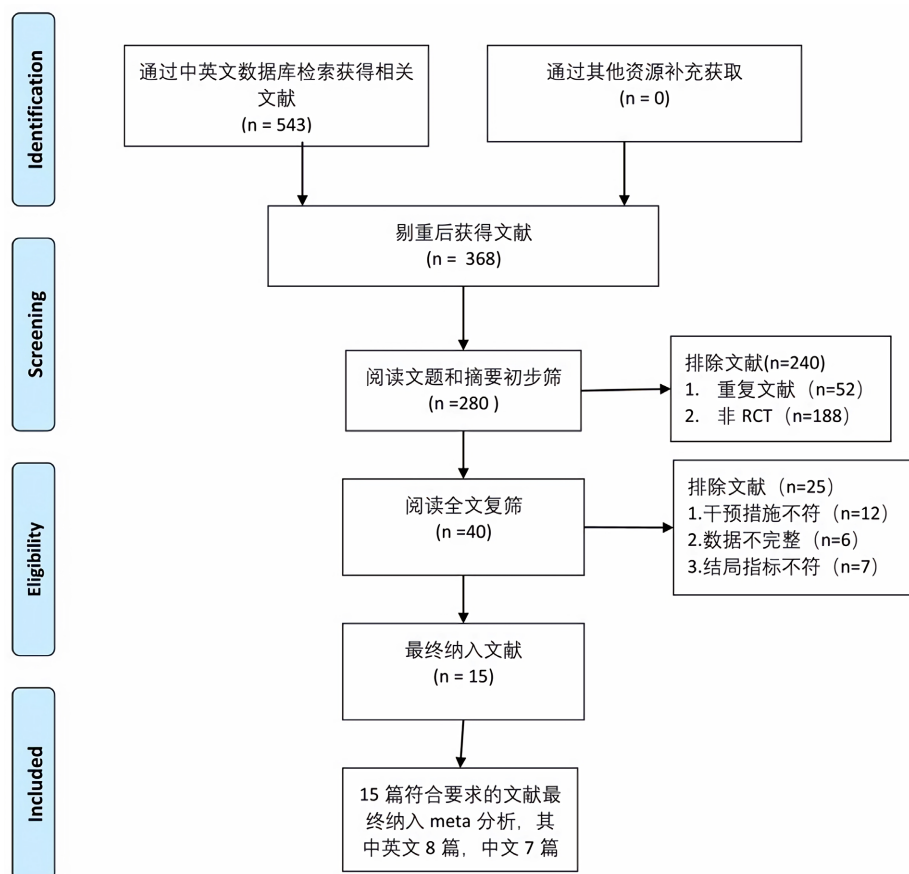 Identification
通过中英文数据库检索获得相关
文献
(n = 543)
通过其他资源补充获取
(n = 0)
剔重后获得文献
(n = 368)
Screening
阅读文题和摘要初步筛
(n =280 )
排除文献(n=240)
1. 重复文献（n=52）
2. 非 RCT（n=188）
Eligibility
阅读全文复筛
(n =40)
排除文献（n=25）
1.干预措施不符（n=12）
2.数据不完整（n=6）
3.结局指标不符（n=7）
最终纳入文献
(n = 15)
Included
15 篇符合要求的文献最
终纳入 meta 分析，其
中英文 8 篇，中文 7 篇